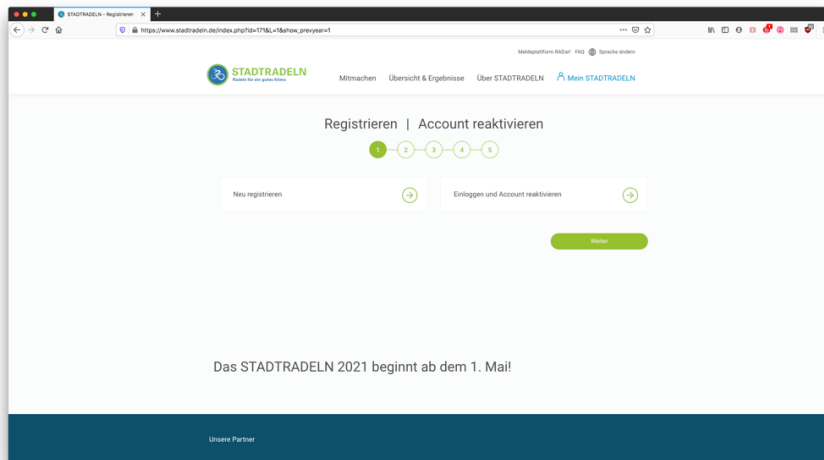 STADTRADELN - Registrieren
https://www.stadtradeln.de/index.php?id=171&L=1&show_prevyear=1
Meldeplattform RADar! FAQ Sprache ändern
STADTRADELN
Radeln für ein gutes Klima
Mitmachen Übersicht & Ergebnisse Über STADTRADELN Mein STADTRADELN
Registrieren | Account reaktivieren
1 2 3 4 5
Neu registrieren Einloggen und Account reaktivieren
Weiter
Das STADTRADELN 2021 beginnt ab dem 1. Mai!
Unsere Partner